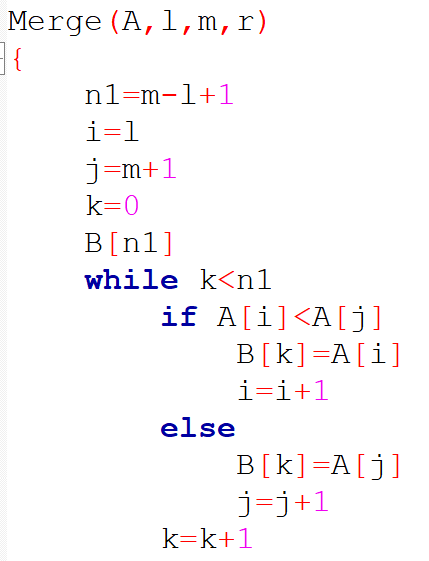 Merge(A,l,m,r)
{
n1=m-l+1
i=l
j=m+1
k=0
B[n1]
while k<n1
if A[i]<A[j]
B[k]=A[i]
i=i+1
else
B[k]=A[j]
j=j+1
k=k+1